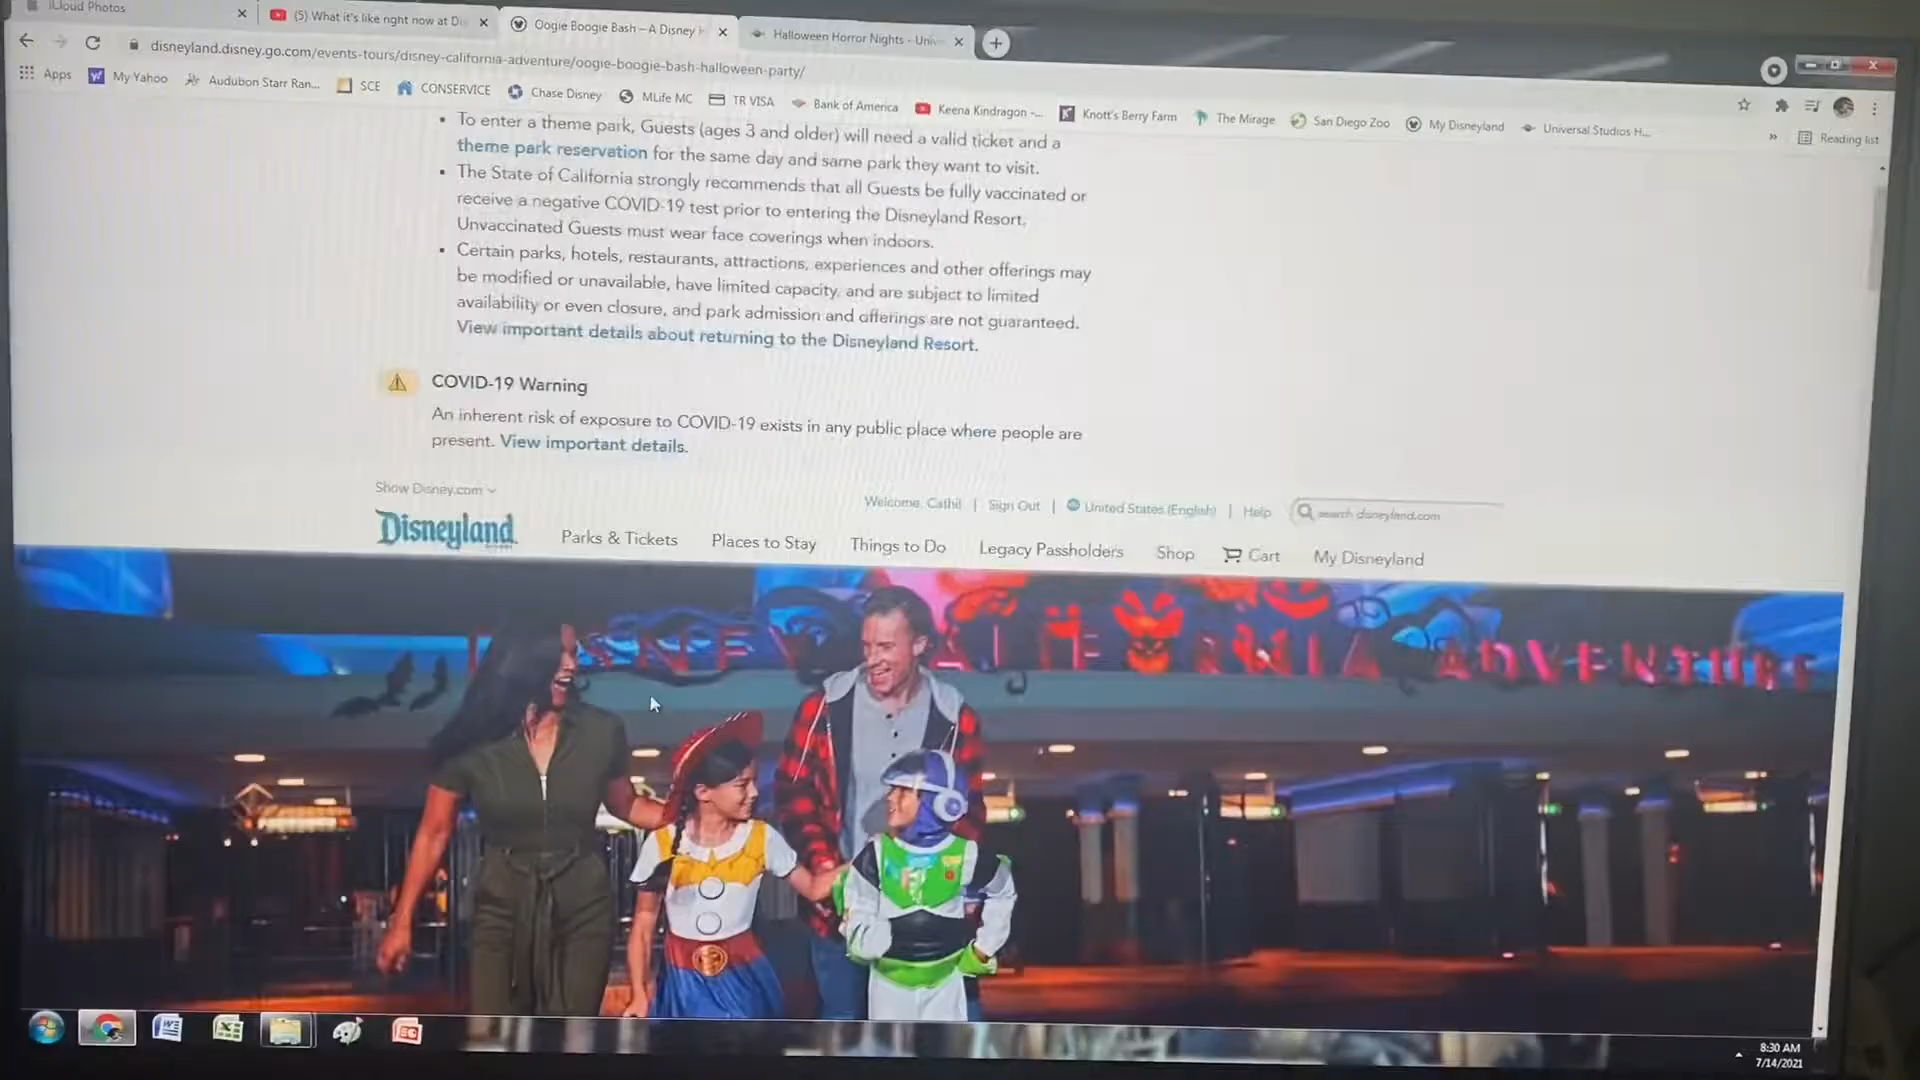 iCloud Photos
(5) What it's like right now at D
Oogie Boogie Bash – A Disney H
Halloween Horror Nights - Univ
disneyland.disney.go.com/events-tours/disney-california-adventure/oogie-boogie-bash-halloween-party/
Apps
My Yahoo
Audubon Starr Ran...
SCE
CONSERVICE
Chase Disney
MLife MC
TR VISA
Bank of America
Keena Kindragon -...
Knott's Berry Farm
The Mirage
San Diego Zoo
My Disneyland
Universal Studios H...
»
Reading list
• To enter a theme park, Guests (ages 3 and older) will need a valid ticket and a
theme park reservation for the same day and same park they want to visit.
• The State of California strongly recommends that all Guests be fully vaccinated or
receive a negative COVID-19 test prior to entering the Disneyland Resort.
Unvaccinated Guests must wear face coverings when indoors.
• Certain parks, hotels, restaurants, attractions, experiences and other offerings may
be modified or unavailable, have limited capacity, and are subject to limited
availability or even closure, and park admission and offerings are not guaranteed.
View important details about returning to the Disneyland Resort.
COVID-19 Warning
An inherent risk of exposure to COVID-19 exists in any public place where people are
present. View important details.
Show Disney.com
Welcome, Cathil | Sign Out | United States (English) | Help
search disneyland.com
Disneyland
Parks & Tickets
Places to Stay
Things to Do
Legacy Passholders
Shop
Cart
My Disneyland
ADVENTURE
8:30 AM
7/14/2021